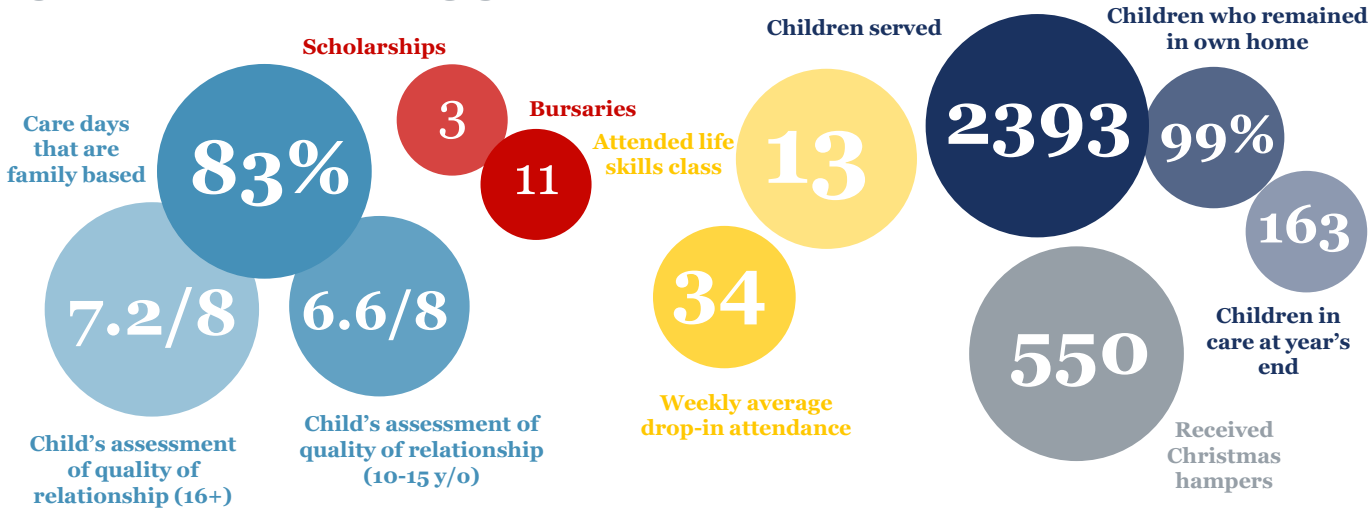 Scholarships
3
Bursaries
11
Care days
that are
family based
83%
7.2/8
Child’s assessment
of quality of
relationship (16+)
6.6/8
Child’s assessment of
quality of relationship
(10-15 y/o)
Attended life
skills class
13
34
Weekly average
drop-in attendance
Children served
2393
Children who remained
in own home
99%
163
Children in
care at year’s
end
550
Received
Christmas
hampers